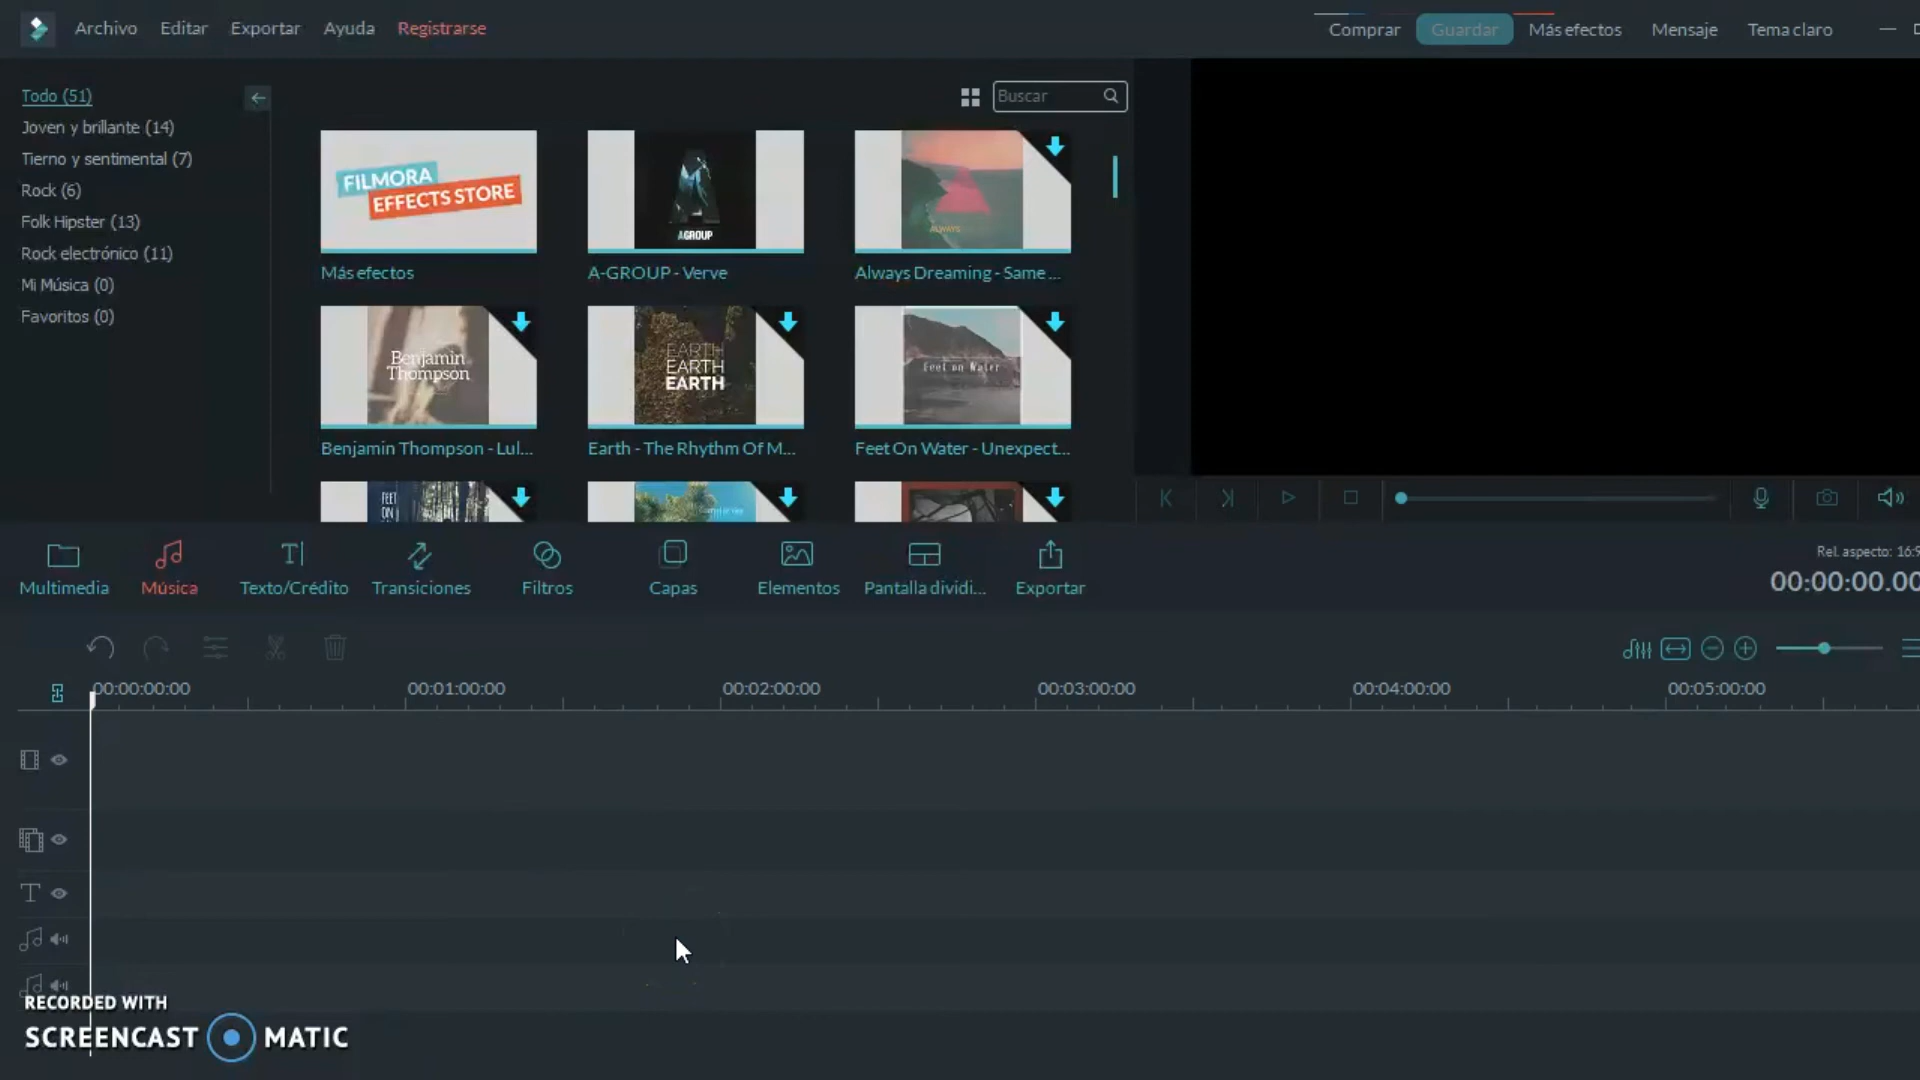 Archivo Editar Exportar Ayuda Registrarse Comprar Guardar Más efectos Mensaje Tema claro
Todo (51)
Joven y brillante (14)
Tierno y sentimental (7)
Rock (6)
Folk Hipster (13)
Rock electrónico (11)
Mi Música (0)
Favoritos (0)
Buscar
FILMORA
EFFECTS STORE
AGROUP
ALWAYS
Más efectos A-GROUP - Verve Always Dreaming - Same ...
Benjamin
Thompson
EARTH
EARTH
EARTH
Feet on Water
Benjamin Thompson - Lul... Earth - The Rhythm Of M... Feet On Water - Unexpect...
FEET
ON
Multimedia Música Texto/Crédito Transiciones Filtros Capas Elementos Pantalla dividi... Exportar
Rel. aspecto: 16:9
00:00:00.00
00:00:00:00 00:01:00:00 00:02:00:00 00:03:00:00 00:04:00:00 00:05:00:00
RECORDED WITH
SCREENCAST MATIC